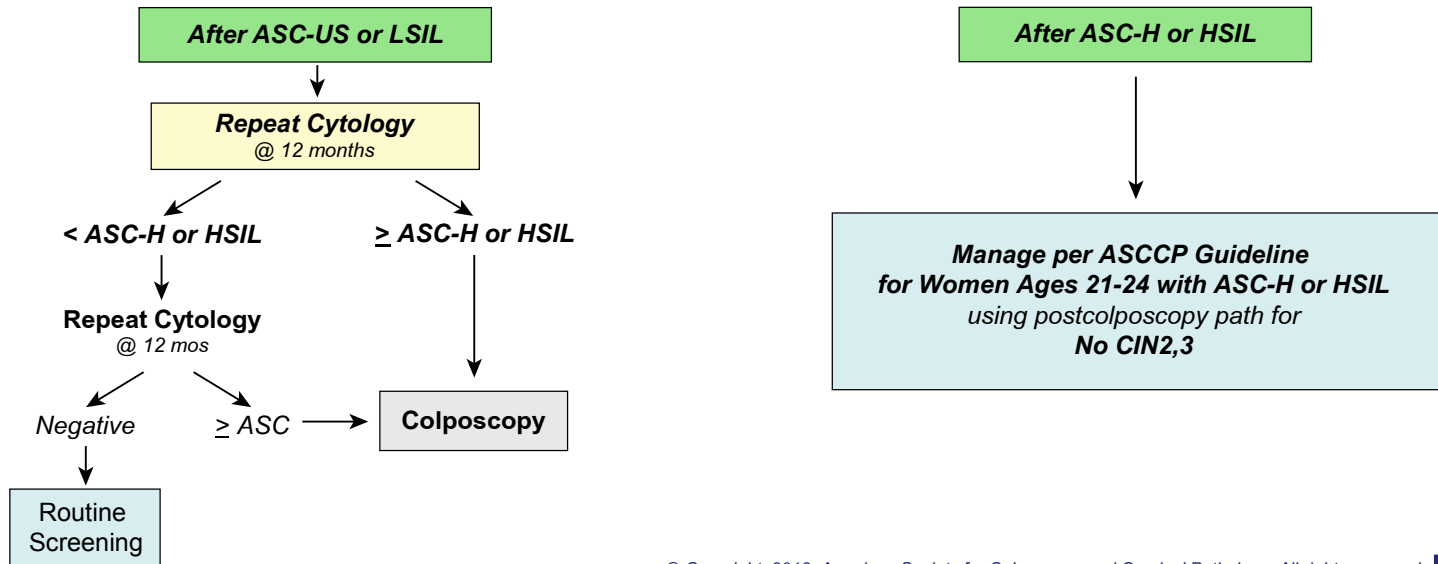 After ASC-US or LSIL
Repeat Cytology
@ 12 months
< ASC-H or HSIL
≥ ASC-H or HSIL
Repeat Cytology
@ 12 mos
Negative
≥ ASC
Colposcopy
Routine
Screening
After ASC-H or HSIL
Manage per ASCCP Guideline
for Women Ages 21-24 with ASC-H or HSIL
using postcolposcopy path for
No CIN2,3